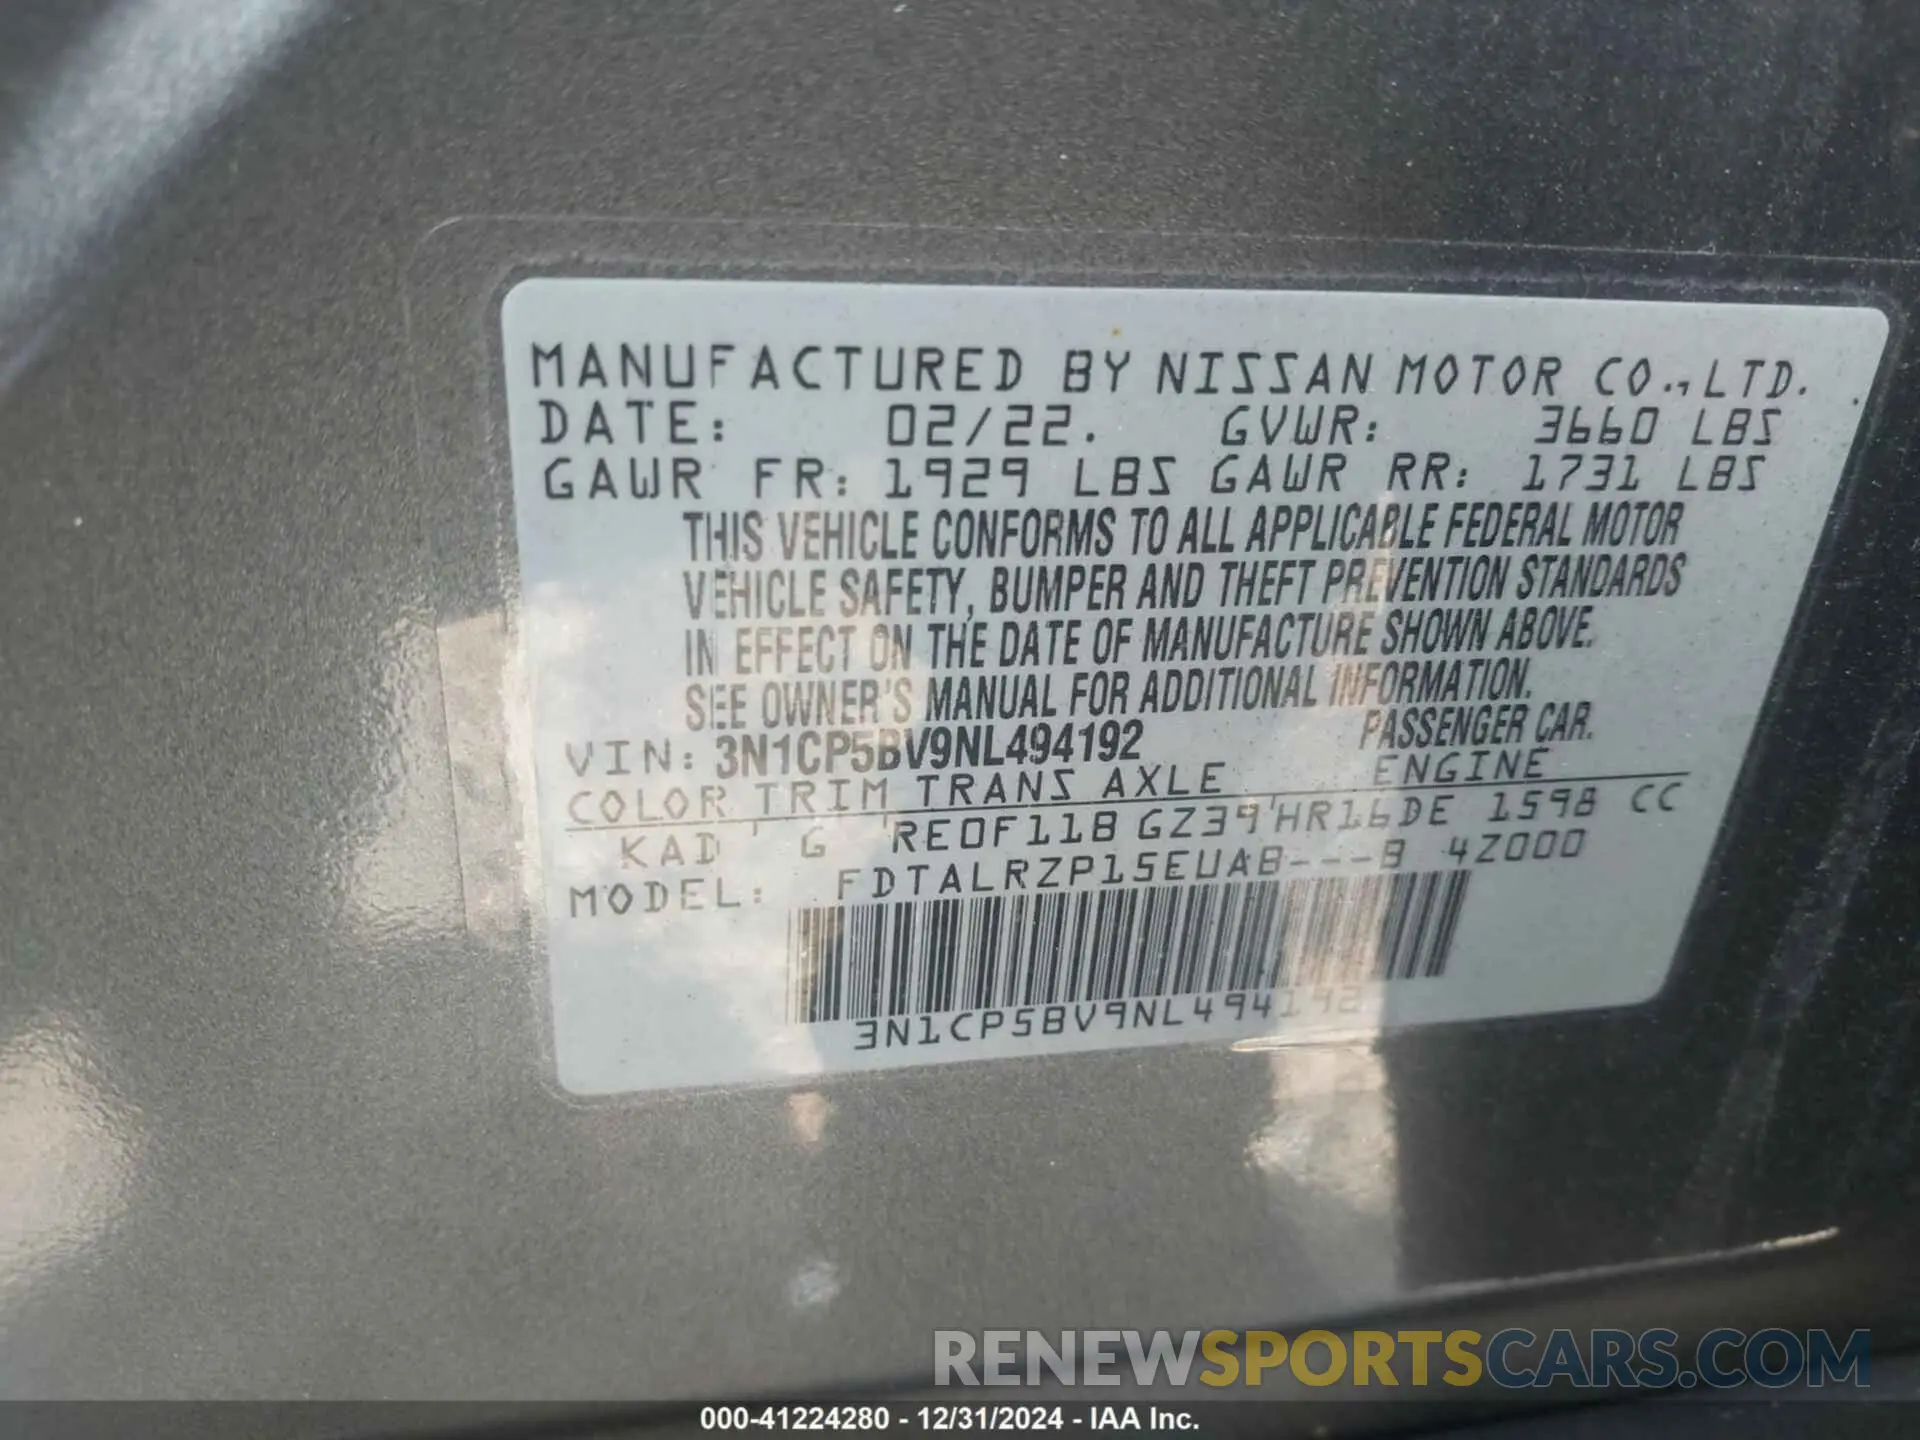 MANUFACTURED BY NISSAN MOTOR CO., LTD.
DATE: 02/22. GVWR: 3660 LBS
GAWR FR: 1929 LBS GAWR RR: 1731 LBS
THIS VEHICLE CONFORMS TO ALL APPLICABLE FEDERAL MOTOR
VEHICLE SAFETY, BUMPER AND THEFT PREVENTION STANDARDS
IN EFFECT ON THE DATE OF MANUFACTURE SHOWN ABOVE.
SEE OWNER'S MANUAL FOR ADDITIONAL INFORMATION.
VIN: 3N1CP5BV9NL494192 PASSENGER CAR.
COLOR TRIM TRANS AXLE ENGINE
KAD G RE0F11B GZ39 HR16DE 1598 CC
MODEL: FDTALRZP15EUAB---B 4Z000
3N1CP5BV9NL494192
RENEWSPORTSCARS.COM
000-41224280 - 12/31/2024 - IAA Inc.